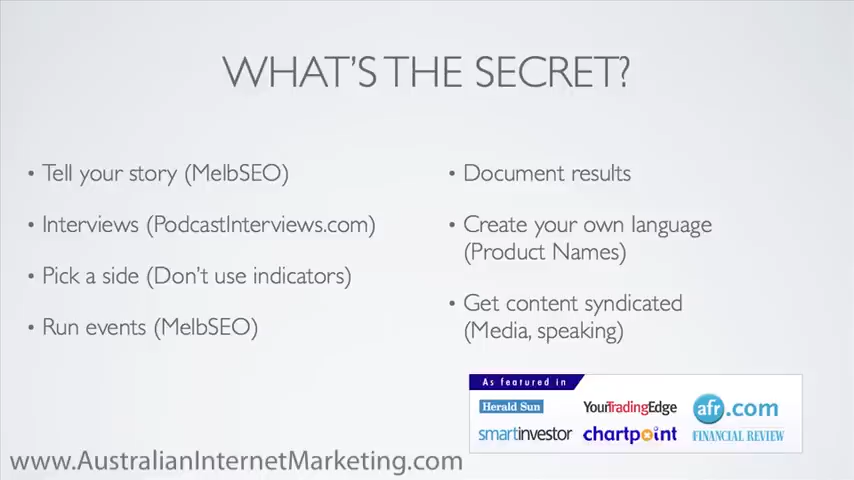 WHAT'S THE SECRET?
• Tell your story (MelbSEO)
• Interviews (PodcastInterviews.com)
• Pick a side (Don't use indicators)
• Run events (MelbSEO)
• Document results
• Create your own language
(Product Names)
• Get content syndicated
(Media, speaking)
As featured in
Herald Sun
YourTradingEdge
afr.com
smartinvestor
chartpoint
FINANCIAL REVIEW
www.AustralianInternetMarketing.com